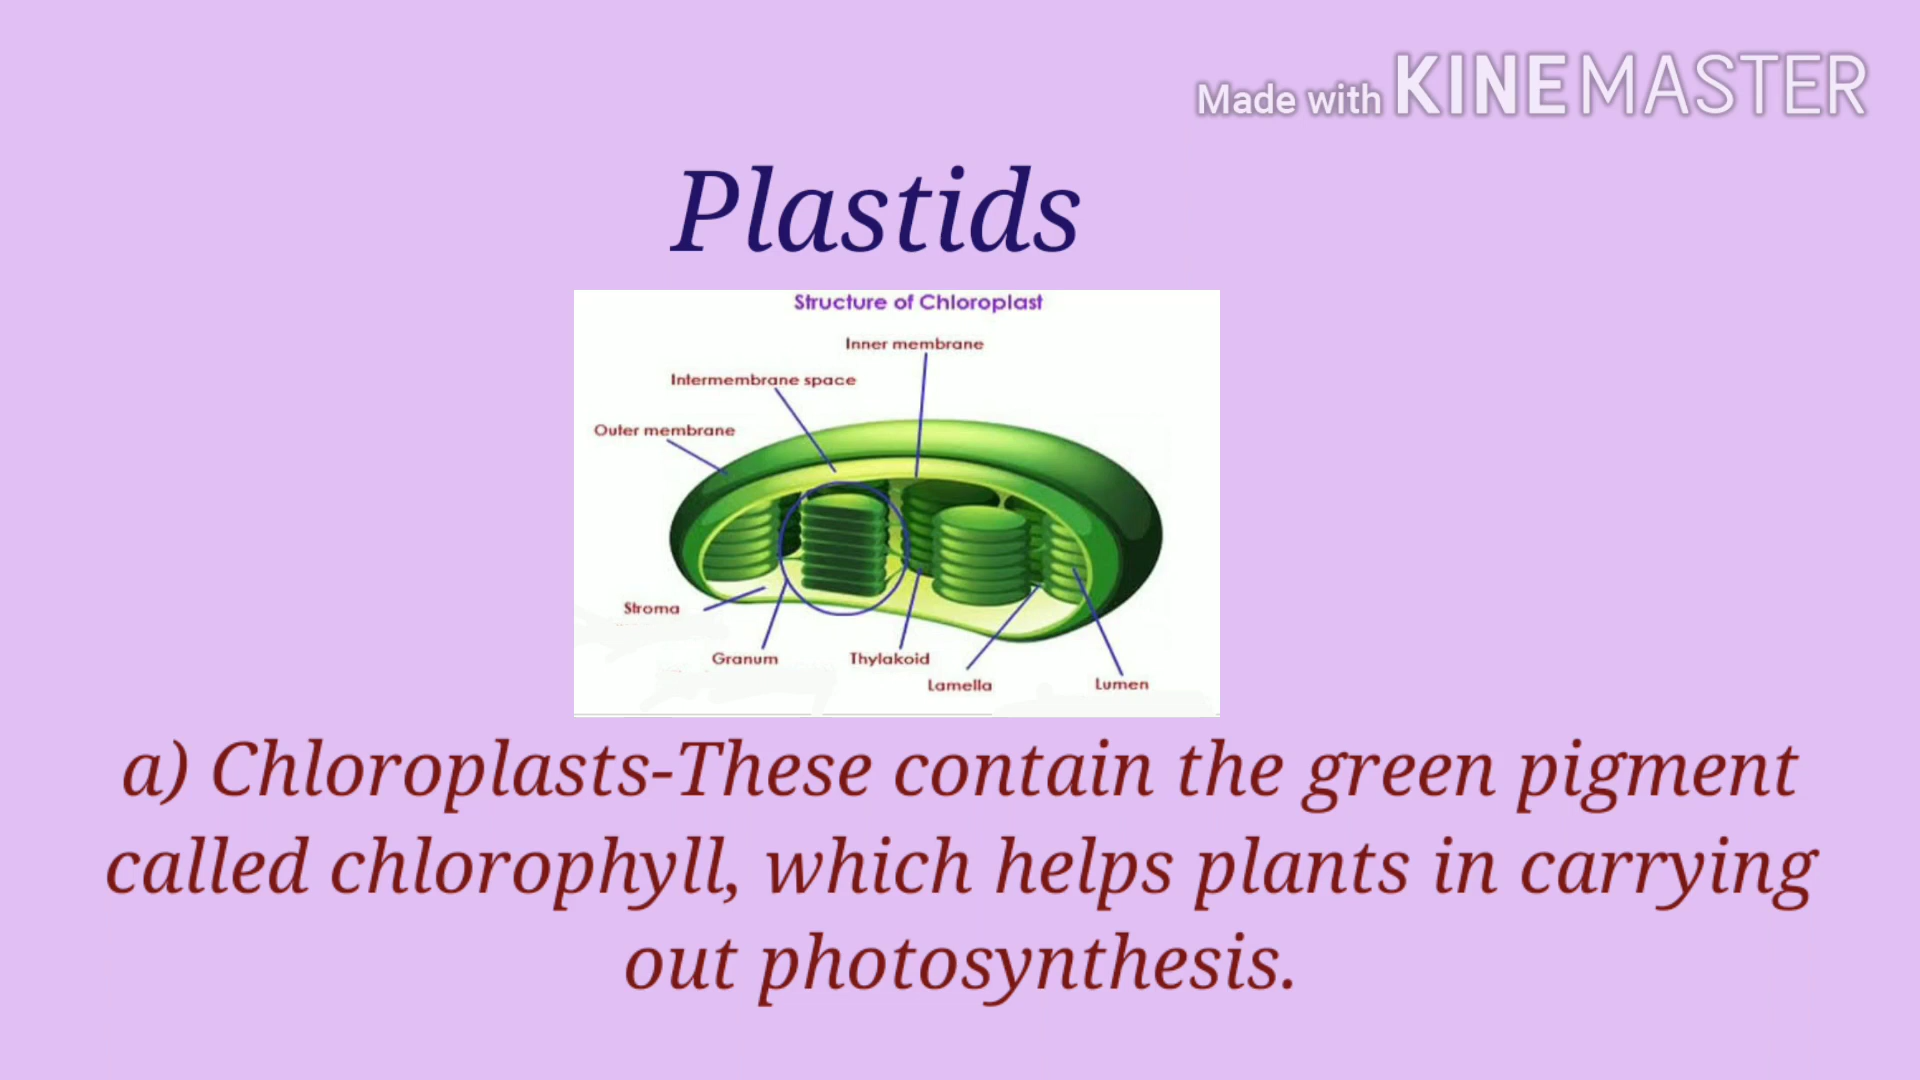 Made with KINEMASTER
Plastids
Structure of Chloroplast
Inner membrane
Intermembrane space
Outer membrane
Stroma
Granum
Thylakoid
Lamella
Lumen
a) Chloroplasts-These contain the green pigment
called chlorophyll, which helps plants in carrying
out photosynthesis.